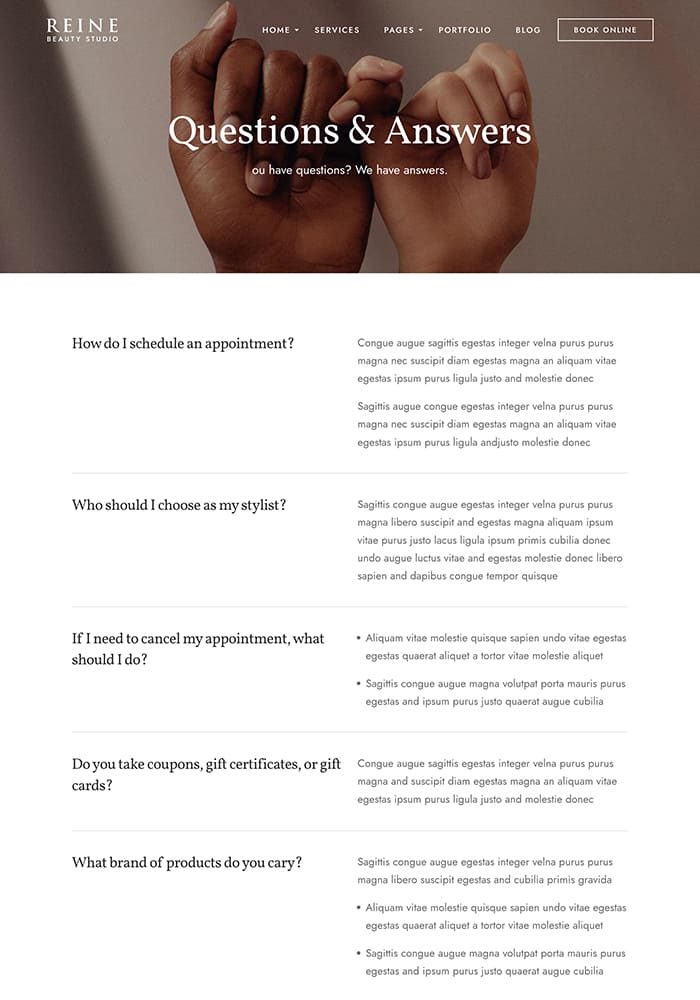 REINE
BEAUTY STUDIO
HOME
SERVICES
PAGES
PORTFOLIO
BLOG
BOOK ONLINE
Questions & Answers
ou have questions? We have answers.
How do I schedule an appointment?
Congue augue sagittis egestas integer velna purus purus
magna nec suscipit diam egestas magna an aliquam vitae
egestas ipsum purus ligula justo and molestie donec
Sagittis augue congue egestas integer velna purus purus
magna nec suscipit diam egestas magna an aliquam vitae
egestas ipsum purus ligula andjusto molestie donec
Who should I choose as my stylist?
Sagittis congue augue egestas integer velna purus purus
magna libero suscipit and egestas magna aliquam ipsum
vitae purus justo lacus ligula ipsum primis cubilia donec
undo augue luctus vitae and egestas molestie donec libero
sapien and dapibus congue tempor quisque
If I need to cancel my appointment, what
should I do?
• Aliquam vitae molestie quisque sapien undo vitae egestas
egestas quaerat aliquet a tortor vitae molestie aliquet
• Sagittis congue augue magna volutpat porta mauris purus
egestas and ipsum purus justo quaerat augue cubilia
Do you take coupons, gift certificates, or gift
cards?
Congue augue sagittis egestas integer velna purus purus
magna and suscipit diam egestas magna an aliquam vitae
egestas ipsum purus ligula justo and molestie donec
What brand of products do you cary?
Sagittis congue augue egestas integer velna purus purus
magna libero suscipit egestas and cubilia primis gravida
• Aliquam vitae molestie quisque sapien undo vitae egestas
egestas quaerat aliquet a tortor vitae molestie aliquet
• Sagittis congue augue magna volutpat porta mauris purus
egestas and ipsum purus justo quaerat augue cubilia